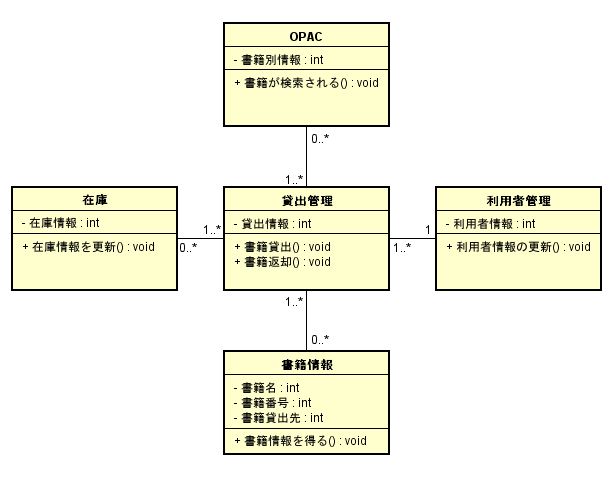 OPAC
- 書籍別情報 : int
+ 書籍が検索される() : void
0..*
1..*
在庫
- 在庫情報 : int
+ 在庫情報を更新() : void
1..*
0..*
貸出管理
- 貸出情報 : int
+ 書籍貸出() : void
+ 書籍返却() : void
1
1..*
利用者管理
- 利用者情報 : int
+ 利用者情報の更新() : void
1..*
0..*
書籍情報
- 書籍名 : int
- 書籍番号 : int
- 書籍貸出先 : int
+ 書籍情報を得る() : void